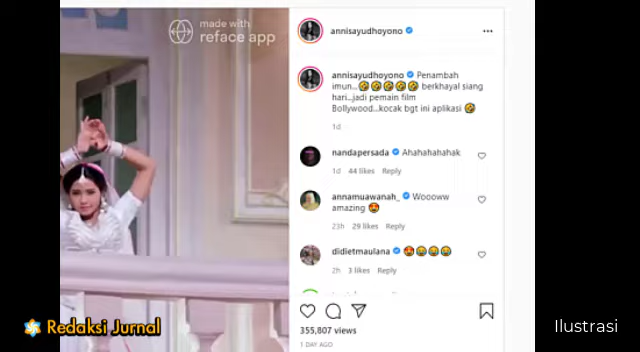 made with
reface app
annisayudhoyono
annisayudhoyono Penambah
imun...🤣🤣🤣🤣🤣 berkhayal siang
hari..jadi pemain film
Bollywood...kocak bgt ini aplikasi 🤣
1d
nandapersada Ahahahahahak
1d 44 likes Reply
annamuawanah_ Woooww
amazing 😍
23h 29 likes Reply
didietmaulana 😍😂😂😂
2h 3 likes Reply
355,807 views
1 DAY AGO
Redaksi Jurnal
Ilustrasi